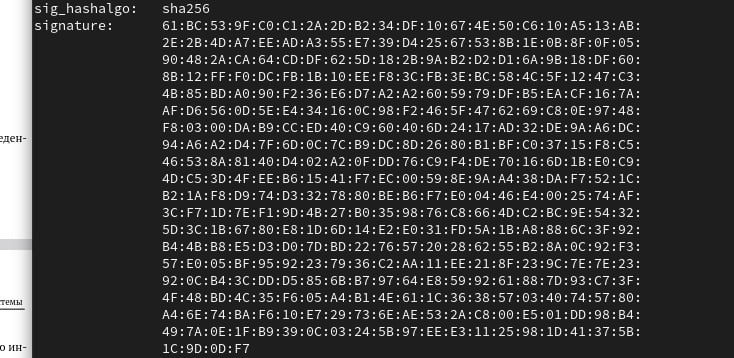 sig_hashalgo: sha256
signature: 61:BC:53:9F:C0:C1:2A:2D:B2:34:DF:10:67:4E:50:C6:10:A5:13:AB:
2E:2B:4D:A7:EE:AD:A3:55:E7:39:D4:25:67:53:8B:1E:0B:8F:0F:05:
90:48:2A:CA:64:CD:DF:62:5D:18:2B:9A:B2:D2:D1:6A:9B:18:DF:60:
8B:12:FF:F0:DC:FB:1B:10:EE:F8:3C:FB:3E:BC:58:4C:5F:12:47:C3:
4B:85:BD:A0:90:F2:36:E6:D7:A2:A2:60:59:79:DF:B5:EA:CF:16:7A:
AF:D6:56:0D:5E:E4:34:16:0C:98:F2:46:5F:47:62:69:C8:0E:97:48:
F8:03:00:DA:B9:CC:ED:40:C9:60:40:6D:24:17:AD:32:DE:9A:A6:DC:
94:A6:A2:D4:7F:6D:0C:7C:B9:DC:8D:26:80:B1:BF:C0:37:15:F8:C5:
46:53:8A:81:40:D4:02:A2:0F:DD:76:C9:F4:DE:70:16:6D:1B:E0:C9:
4D:C5:3D:4F:EE:B6:15:41:F7:EC:00:59:8E:9A:A4:38:DA:F7:52:1C:
B2:1A:F8:D9:74:D3:32:78:80:BE:B6:F7:E0:04:46:E4:00:25:74:AF:
3C:F7:1D:7E:F1:9D:4B:27:B0:35:98:76:C8:66:4D:C2:BC:9E:54:32:
5D:3C:1B:67:80:E8:1D:6D:14:E2:E0:31:FD:5A:1B:A8:88:6C:3F:92:
B4:4B:B8:E5:D3:D0:7D:BD:22:76:57:20:28:62:55:B2:8A:0C:92:F3:
57:E0:05:BF:95:92:23:79:36:C2:AA:11:EE:21:8F:23:9C:7E:7E:23:
92:0C:B4:3C:DD:D5:85:6B:B7:97:64:E8:59:92:61:88:7D:93:C7:3F:
4F:48:BD:4C:35:F6:05:A4:B1:4E:61:1C:36:38:57:03:40:74:57:80:
A4:6E:74:BA:F6:10:E7:29:73:6E:AE:53:2A:C8:00:E5:01:DD:98:B4:
49:7A:0E:1F:B9:39:0C:03:24:5B:97:EE:E3:11:25:98:1D:41:37:5B:
1C:9D:0D:F7
еден-
стемы
о ин-